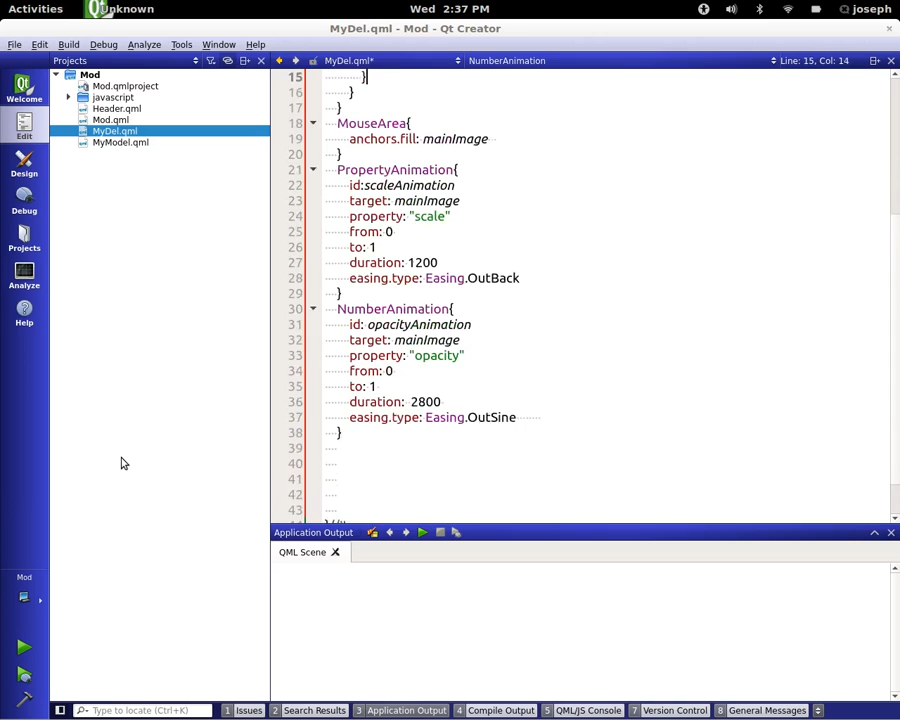 Activities
Unknown
Wed 2:37 PM
joseph
MyDel.qml - Mod - Qt Creator
File Edit Build Debug Analyze Tools Window Help
Projects
MyDel.qml*
NumberAnimation
Line: 15, Col: 14
Mod
Mod.qmlproject
javascript
Header.qml
Mod.qml
MyDel.qml
MyModel.qml
Welcome
Edit
Design
Debug
Projects
Analyze
Help
15 }
16 }
17 }
18 MouseArea{
19 anchors.fill: mainImage
20 }
21 PropertyAnimation{
22 id:scaleAnimation
23 target: mainImage
24 property: "scale"
25 from: 0
26 to: 1
27 duration: 1200
28 easing.type: Easing.OutBack
29 }
30 NumberAnimation{
31 id: opacityAnimation
32 target: mainImage
33 property: "opacity"
34 from: 0
35 to: 1
36 duration: 2800
37 easing.type: Easing.OutSine
38 }
39
40
41
42
43
Application Output
QML Scene
Mod
Type to locate (Ctrl+K)
1 Issues
2 Search Results
3 Application Output
4 Compile Output
5 QML/JS Console
7 Version Control
8 General Messages